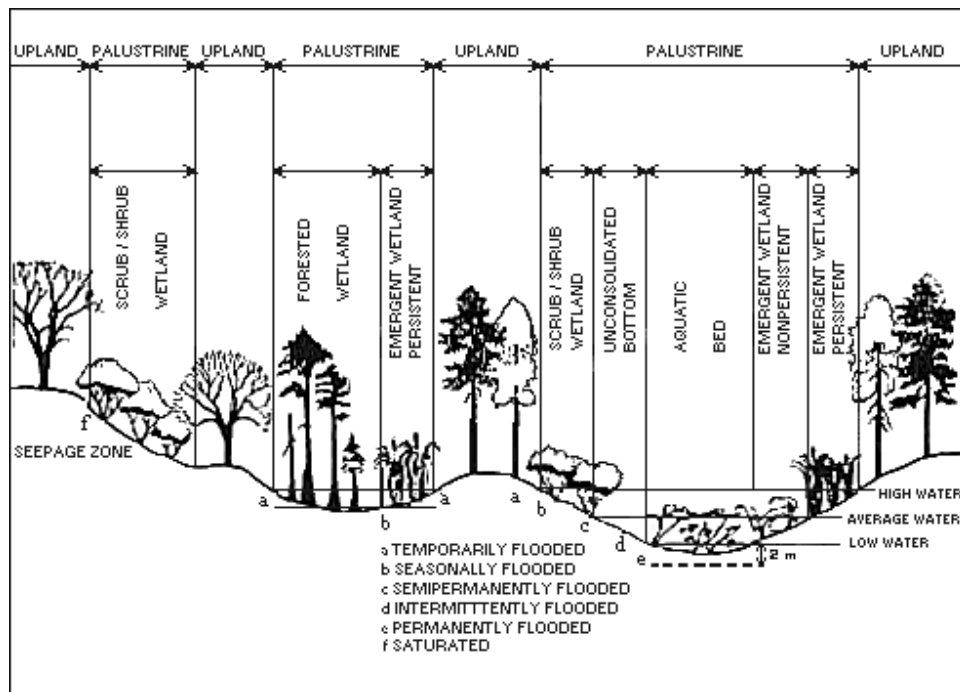 UPLAND PALUSTRINE UPLAND PALUSTRINE UPLAND PALUSTRINE UPLAND
SCRUB / SHRUB
WETLAND
FORESTED
WETLAND
EMERGENT WETLAND
PERSISTENT
SCRUB / SHRUB
WETLAND
UNCONSOLIDATED
BOTTOM
AQUATIC
BED
EMERGENT WETLAND
NONPERSISTENT
EMERGENT WETLAND
PERSISTENT
f
SEEPAGE ZONE
a
b
a
a
b
c
d
e
HIGH WATER
AVERAGE WATER
LOW WATER
2 m
a TEMPORARILY FLOODED
b SEASONALLY FLOODED
c SEMIPERMANENTLY FLOODED
d INTERMITTTENTLY FLOODED
e PERMANENTLY FLOODED
f SATURATED